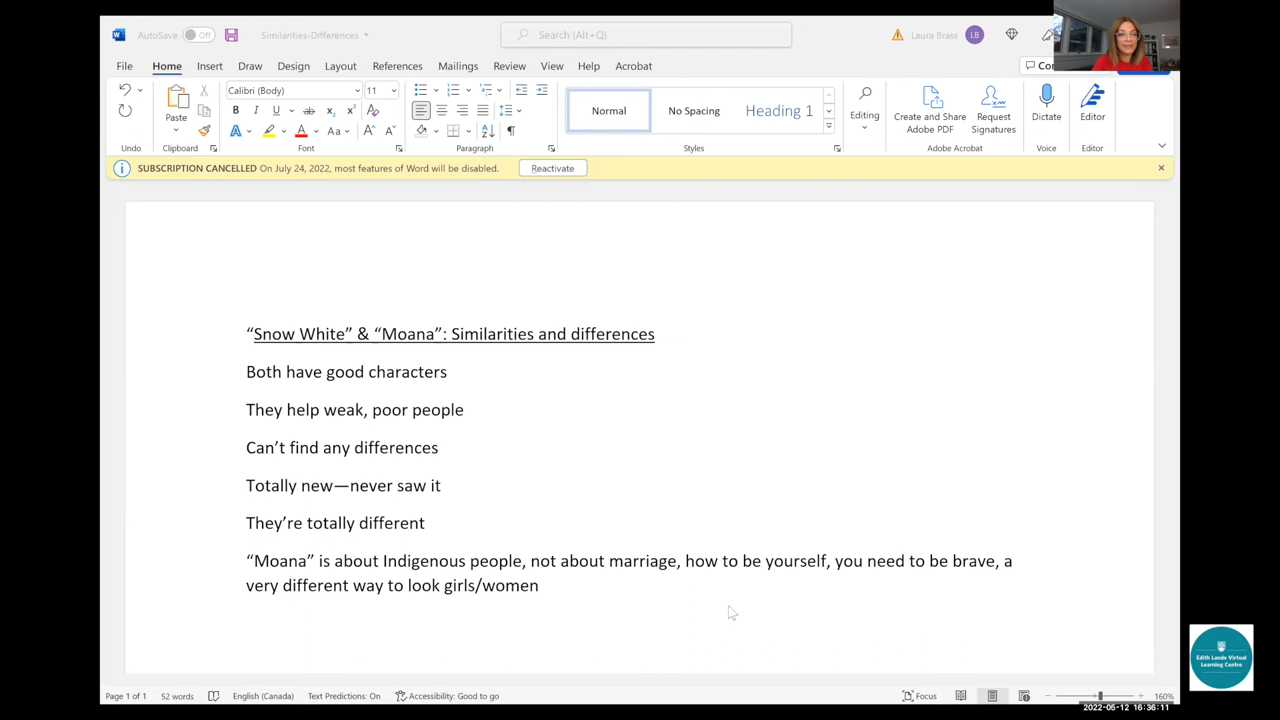 AutoSave
Off
Similarities-Differences
Search (Alt+Q)
Laura Brass
LB
File
Home
Insert
Draw
Design
Layout
References
Mailings
Review
View
Help
Acrobat
Calibri (Body)
11
Paste
Normal
No Spacing
Heading 1
Editing
Create and Share
Adobe PDF
Request
Signatures
Dictate
Editor
Undo
Clipboard
Font
Paragraph
Styles
Adobe Acrobat
Voice
Editor
SUBSCRIPTION CANCELLED On July 24, 2022, most features of Word will be disabled.
Reactivate
“Snow White” & “Moana”: Similarities and differences
Both have good characters
They help weak, poor people
Can’t find any differences
Totally new—never saw it
They’re totally different
“Moana” is about Indigenous people, not about marriage, how to be yourself, you need to be brave, a
very different way to look girls/women
Edith Lando Virtual
Learning Centre
Page 1 of 1
52 words
English (Canada)
Text Predictions: On
Accessibility: Good to go
Focus
160%
2022-05-12 16:36:11